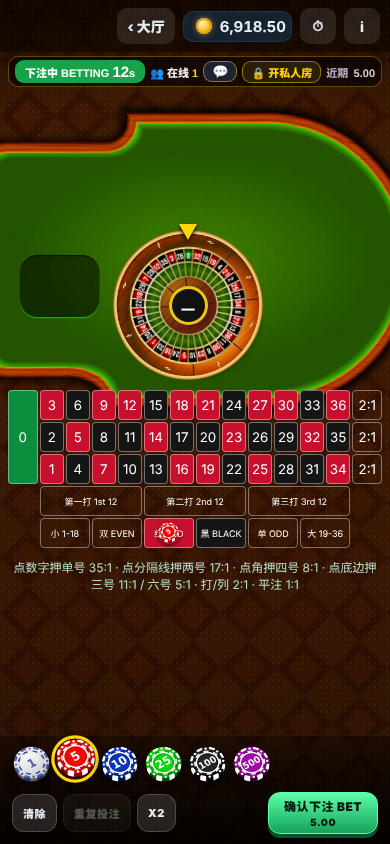 ‹ 大厅
6,918.50
i
下注中 BETTING 12s
在线 1
开私人房
近期 5.00
0
3 6 9 12 15 18 21 24 27 30 33 36 2:1
2 5 8 11 14 17 20 23 26 29 32 35 2:1
1 4 7 10 13 16 19 22 25 28 31 34 2:1
第一打 1st 12 第二打 2nd 12 第三打 3rd 12
小 1-18 双 EVEN 5 黑 BLACK 单 ODD 大 19-36
点数字押单号 35:1 · 点分隔线押两号 17:1 · 点角押四号 8:1 · 点底边押
三号 11:1 / 六号 5:1 · 打/列 2:1 · 平注 1:1
1 5 10 25 100 500
清除 重复投注 X2
确认下注 BET
5.00